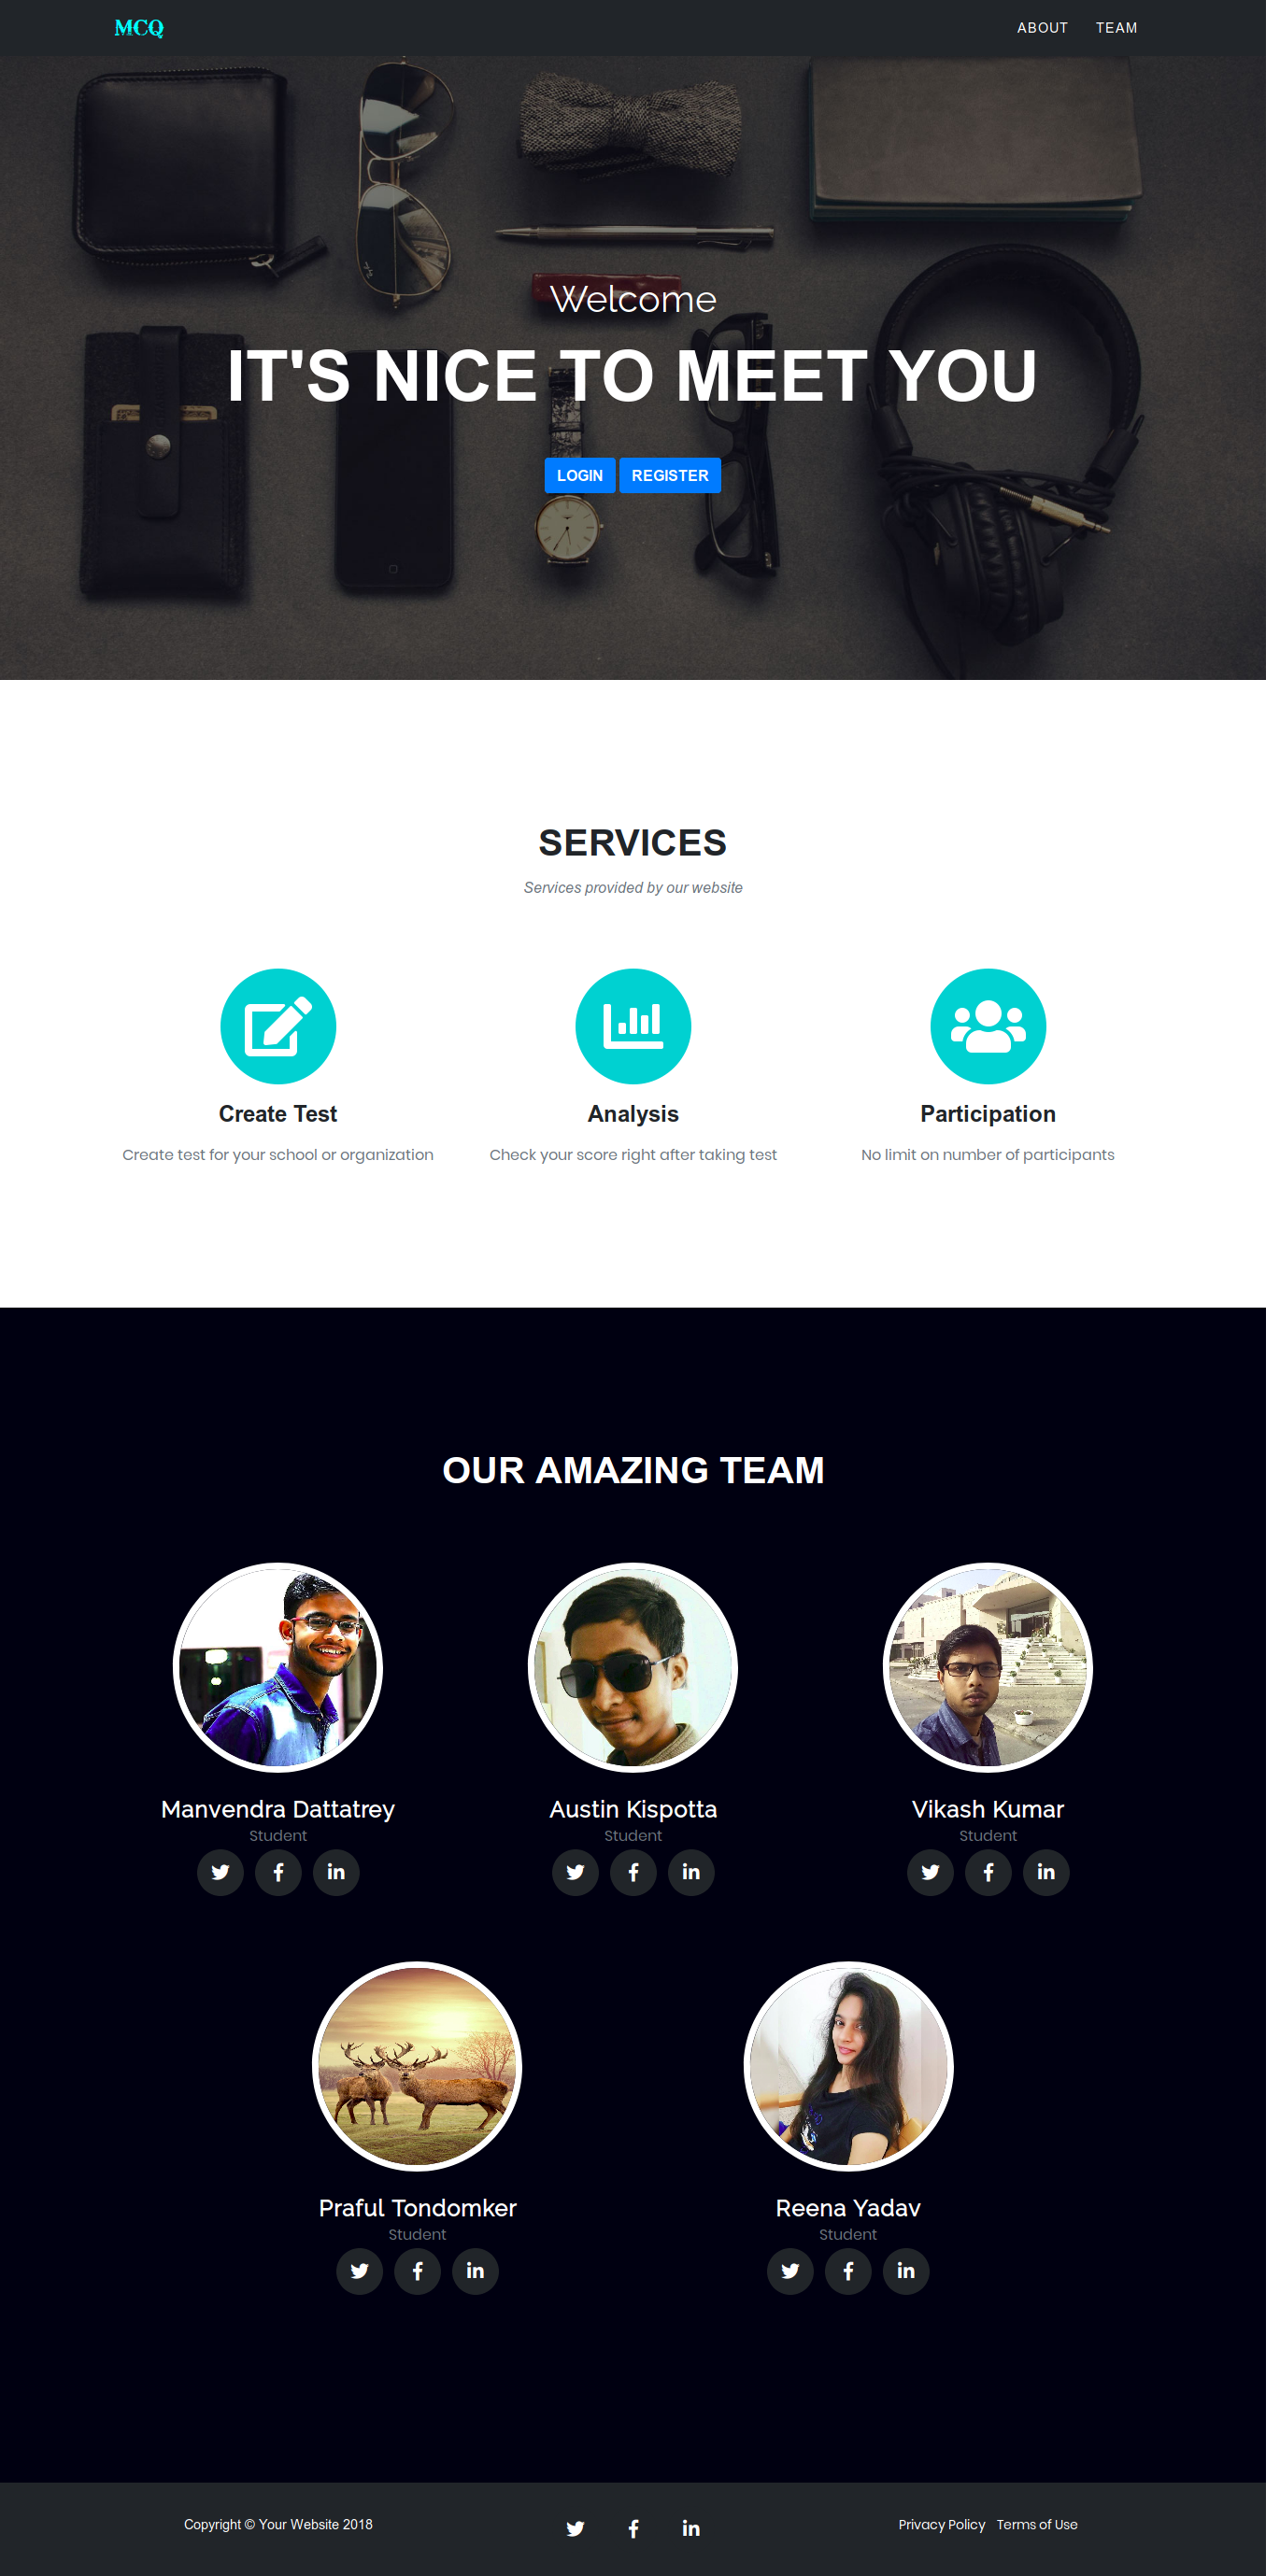 MCQ
ABOUT TEAM
Welcome
IT'S NICE TO MEET YOU
LOGIN REGISTER
SERVICES
Services provided by our website
Create Test
Create test for your school or organization
Analysis
Check your score right after taking test
Participation
No limit on number of participants
OUR AMAZING TEAM
Manvendra Dattatrey
Student
Austin Kispotta
Student
Vikash Kumar
Student
Praful Tondomker
Student
Reena Yadav
Student
Copyright © Your Website 2018
Privacy Policy Terms of Use